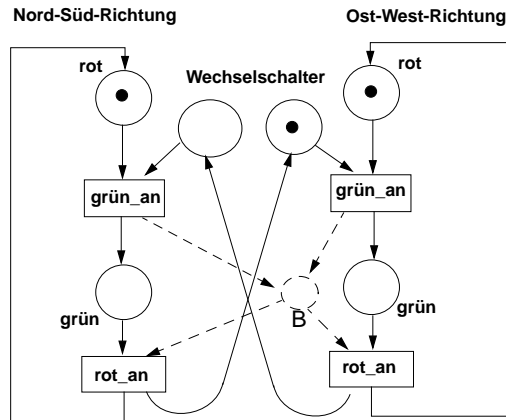 Nord-Süd-Richtung
Ost-West-Richtung
rot
Wechselschalter
rot
grün_an
grün_an
grün
B
grün
rot_an
rot_an